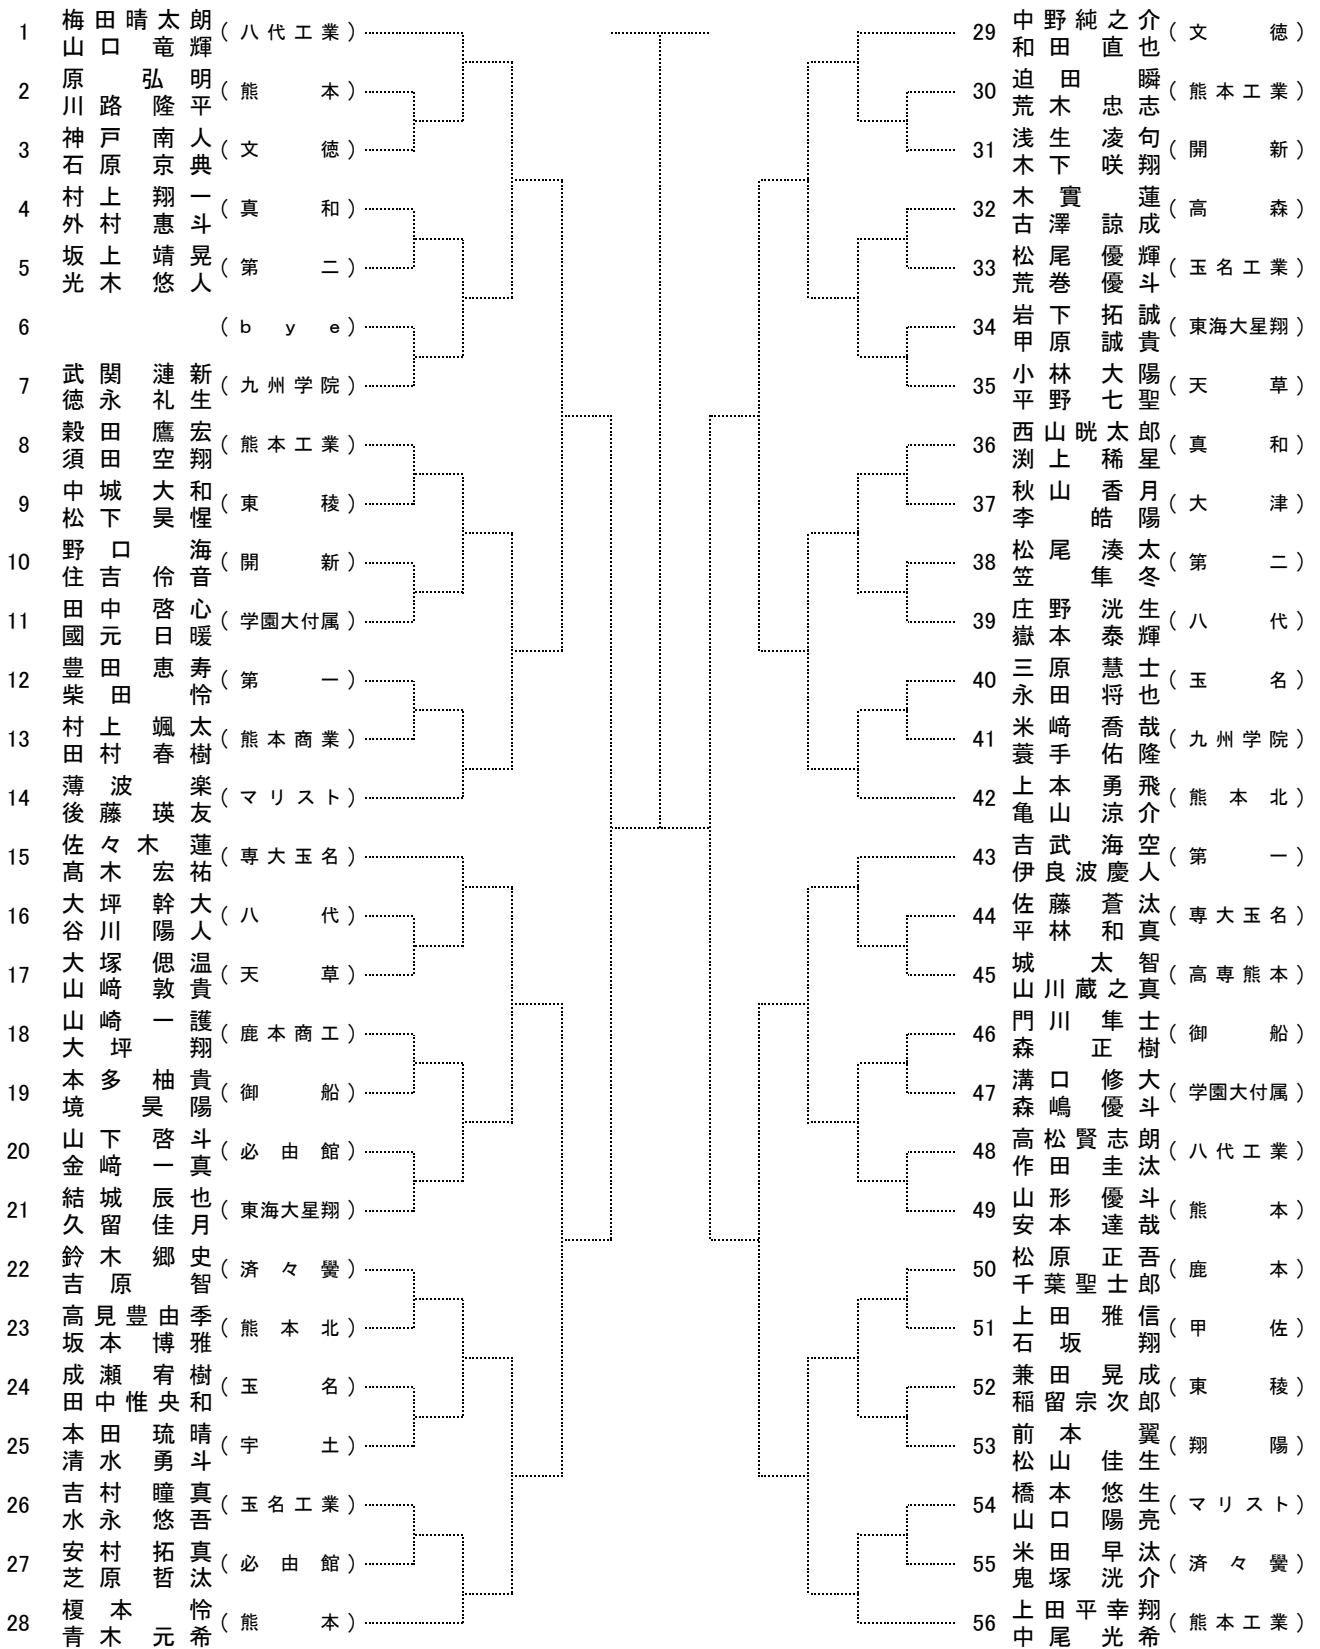 1 梅田晴太朗 (八代工業)
山口竜輝
2 原弘明 (熊本)
川路隆平
3 神戸南人 (文徳)
石原京典
4 村上翔一 (真和)
外村惠斗
5 坂上靖晃 (第二)
光木悠人
6 (bye)
7 武関漣新 (九州学院)
徳永礼生
8 穀田鷹宏 (熊本工業)
須田空翔
9 中城大和 (東稜)
松下昊惺
10 野口海 (開新)
住吉伶音
11 田中啓心 (学園大付属)
國元日暖
12 豊田恵寿 (第一)
柴田怜
13 村上颯太 (熊本商業)
田村春樹
14 薄波楽 (マリスト)
後藤瑛友
15 佐々木蓮 (専大玉名)
髙木宏祐
16 大坪幹大 (八代)
谷川陽人
17 大塚偲温 (天草)
山﨑敦貴
18 山崎一護 (鹿本商工)
大坪翔
19 本多柚貴 (御船)
境昊陽
20 山下啓斗 (必由館)
金﨑一真
21 結城辰也 (東海大星翔)
久留佳月
22 鈴木郷史 (済々黌)
吉原智
23 高見豊由季 (熊本北)
坂本博雅
24 成瀬宥樹 (玉名)
田中惟央和
25 本田琉晴 (宇土)
清水勇斗
26 吉村瞳真 (玉名工業)
水永悠吾
27 安村拓真 (必由館)
芝原哲汰
28 榎本怜 (熊本)
青木元希
29 中野純之介 (文徳)
和田直也
30 迫田瞬 (熊本工業)
荒木忠志
31 浅生凌句 (開新)
木下咲翔
32 木實蓮 (高森)
古澤諒成
33 松尾優輝 (玉名工業)
荒巻優斗
34 岩下拓誠 (東海大星翔)
甲原誠貴
35 小林大陽 (天草)
平野七聖
36 西山晄太郎 (真和)
渕上稀星
37 秋山香月 (大津)
李皓陽
38 松尾湊太 (第二)
笠隼冬
39 庄野洸生 (八代)
嶽本泰輝
40 三原慧士 (玉名)
永田将也
41 米﨑喬哉 (九州学院)
蓑手佑隆
42 上本勇飛 (熊本北)
亀山涼介
43 吉武海空 (第一)
伊良波慶人
44 佐藤蒼汰 (専大玉名)
平林和真
45 城太智 (高専熊本)
山川蔵之真
46 門川隼士 (御船)
森正樹
47 溝口修大 (学園大付属)
森嶋優斗
48 高松賢志朗 (八代工業)
作田圭汰
49 山形優斗 (熊本)
安本達哉
50 松原正吾 (鹿本)
千葉聖士郎
51 上田雅信 (甲佐)
石坂翔
52 兼田晃成 (東稜)
稲留宗次郎
53 前本翼 (翔陽)
松山佳生
54 橋本悠生 (マリスト)
山口陽亮
55 米田早汰 (済々黌)
鬼塚洸介
56 上田平幸翔 (熊本工業)
中尾光希